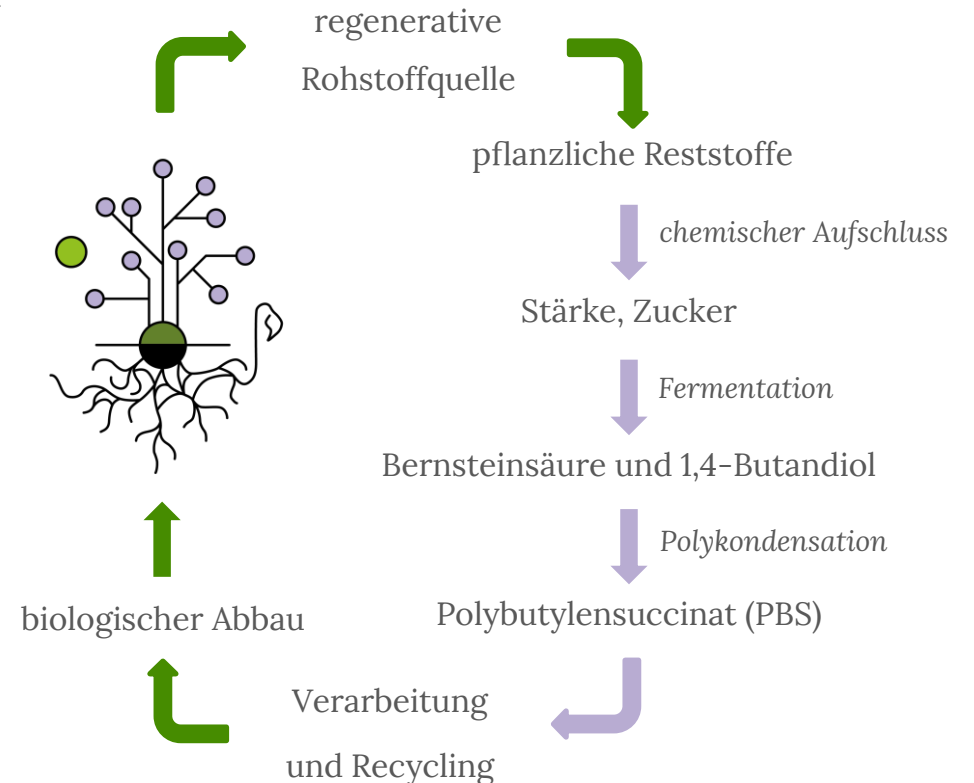 regenerative
Rohstoffquelle
pflanzliche Reststoffe
chemischer Aufschluss
Stärke, Zucker
Fermentation
Bernsteinsäure und 1,4-Butandiol
Polykondensation
Polybutylensuccinat (PBS)
Verarbeitung
und Recycling
biologischer Abbau